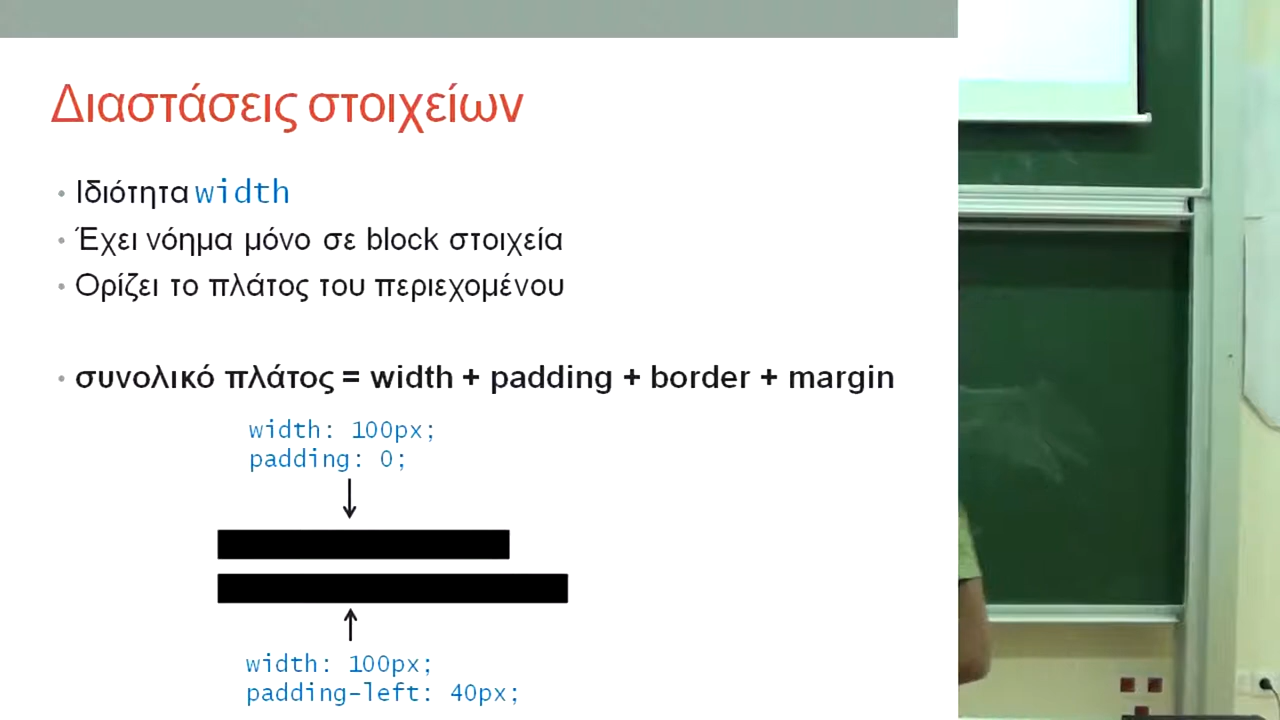 Διαστάσεις στοιχείων
• Ιδιότητα width
• Έχει νόημα μόνο σε block στοιχεία
• Ορίζει το πλάτος του περιεχομένου
• συνολικό πλάτος = width + padding + border + margin
width: 100px;
padding: 0;
width: 100px;
padding-left: 40px;